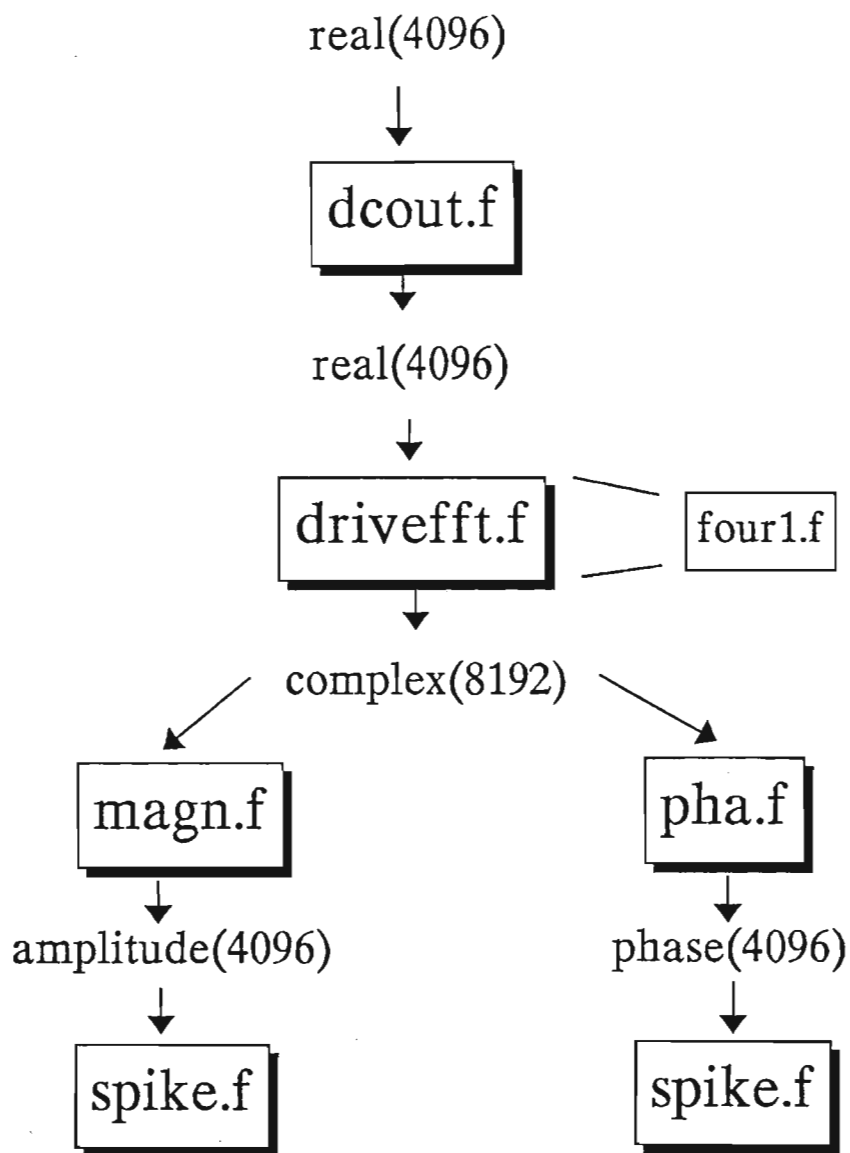 real(4096)
dcout.f
real(4096)
drivefft.f
four1.f
complex(8192)
magn.f
pha.f
amplitude(4096)
phase(4096)
spike.f
spike.f